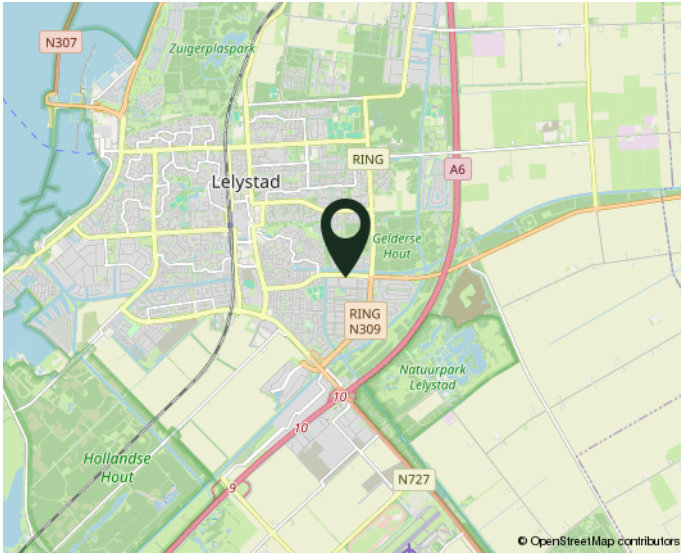 N307
Zuigerplaspark
RING
A6
Lelystad
Gelderse
Hout
RING
N309
Natuurpark
Lelystad
10
10
Hollandse
Hout
9
N727
© OpenStreetMap contributors